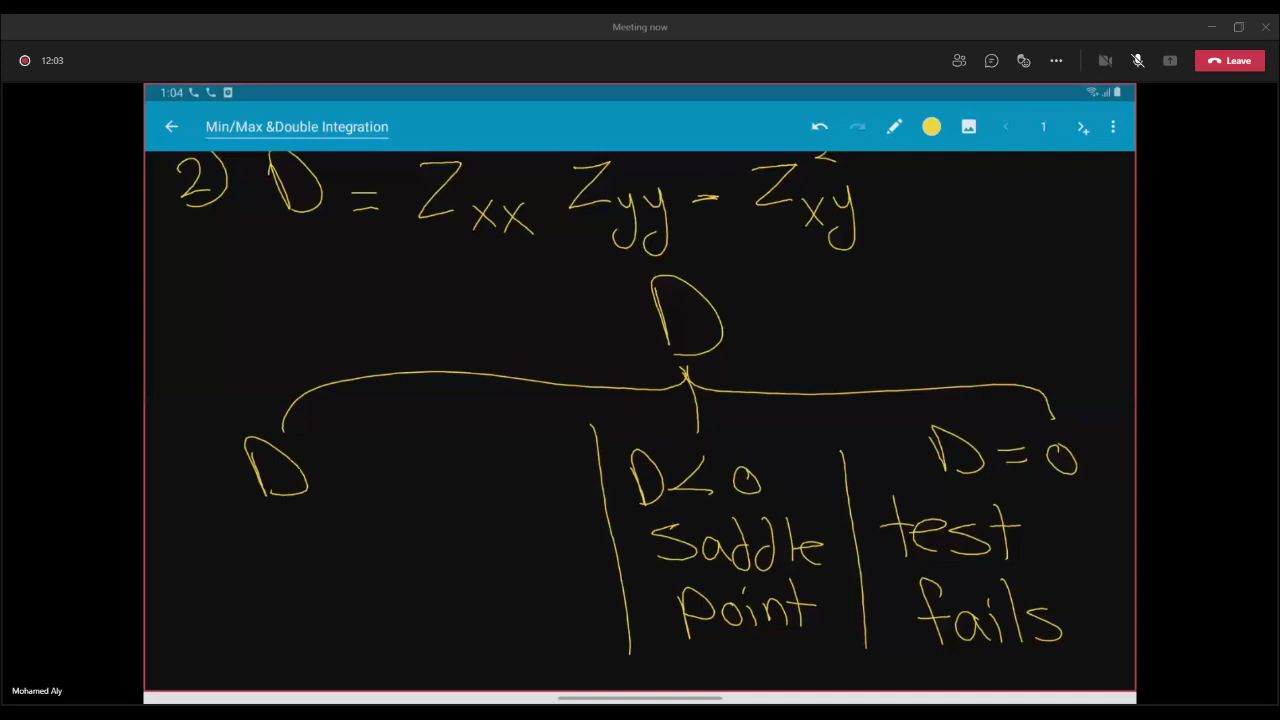 Meeting now
12:03
Leave
1:04
Min/Max &Double Integration
1
2) D = Zxx Zyy - Z²xy
D
D
D < 0
saddle
point
D = 0
test
fails
Mohamed Aly